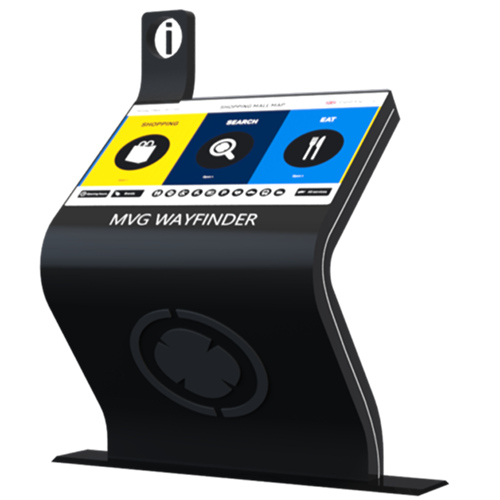 i
SHOPPING MALL MAP
SHOPPING
SEARCH
EAT
MVG WAYFINDER